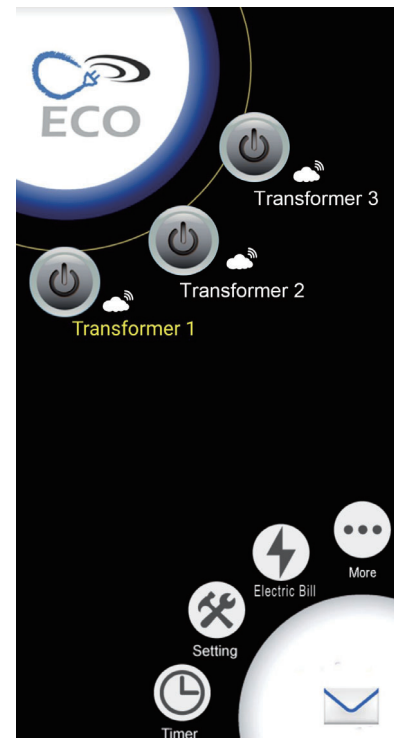 ECO
Transformer 3
Transformer 2
Transformer 1
More
Electric Bill
Setting
Timer